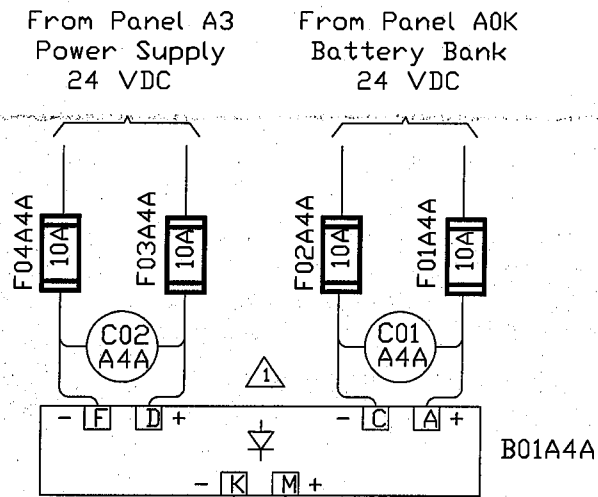 From Panel A3
Power Supply
24 VDC
From Panel A0K
Battery Bank
24 VDC
F04A4A
10A
F03A4A
10A
F02A4A
10A
F01A4A
10A
C02
A4A
C01
A4A
1
- F D +
- C A +
B01A4A
- K M +